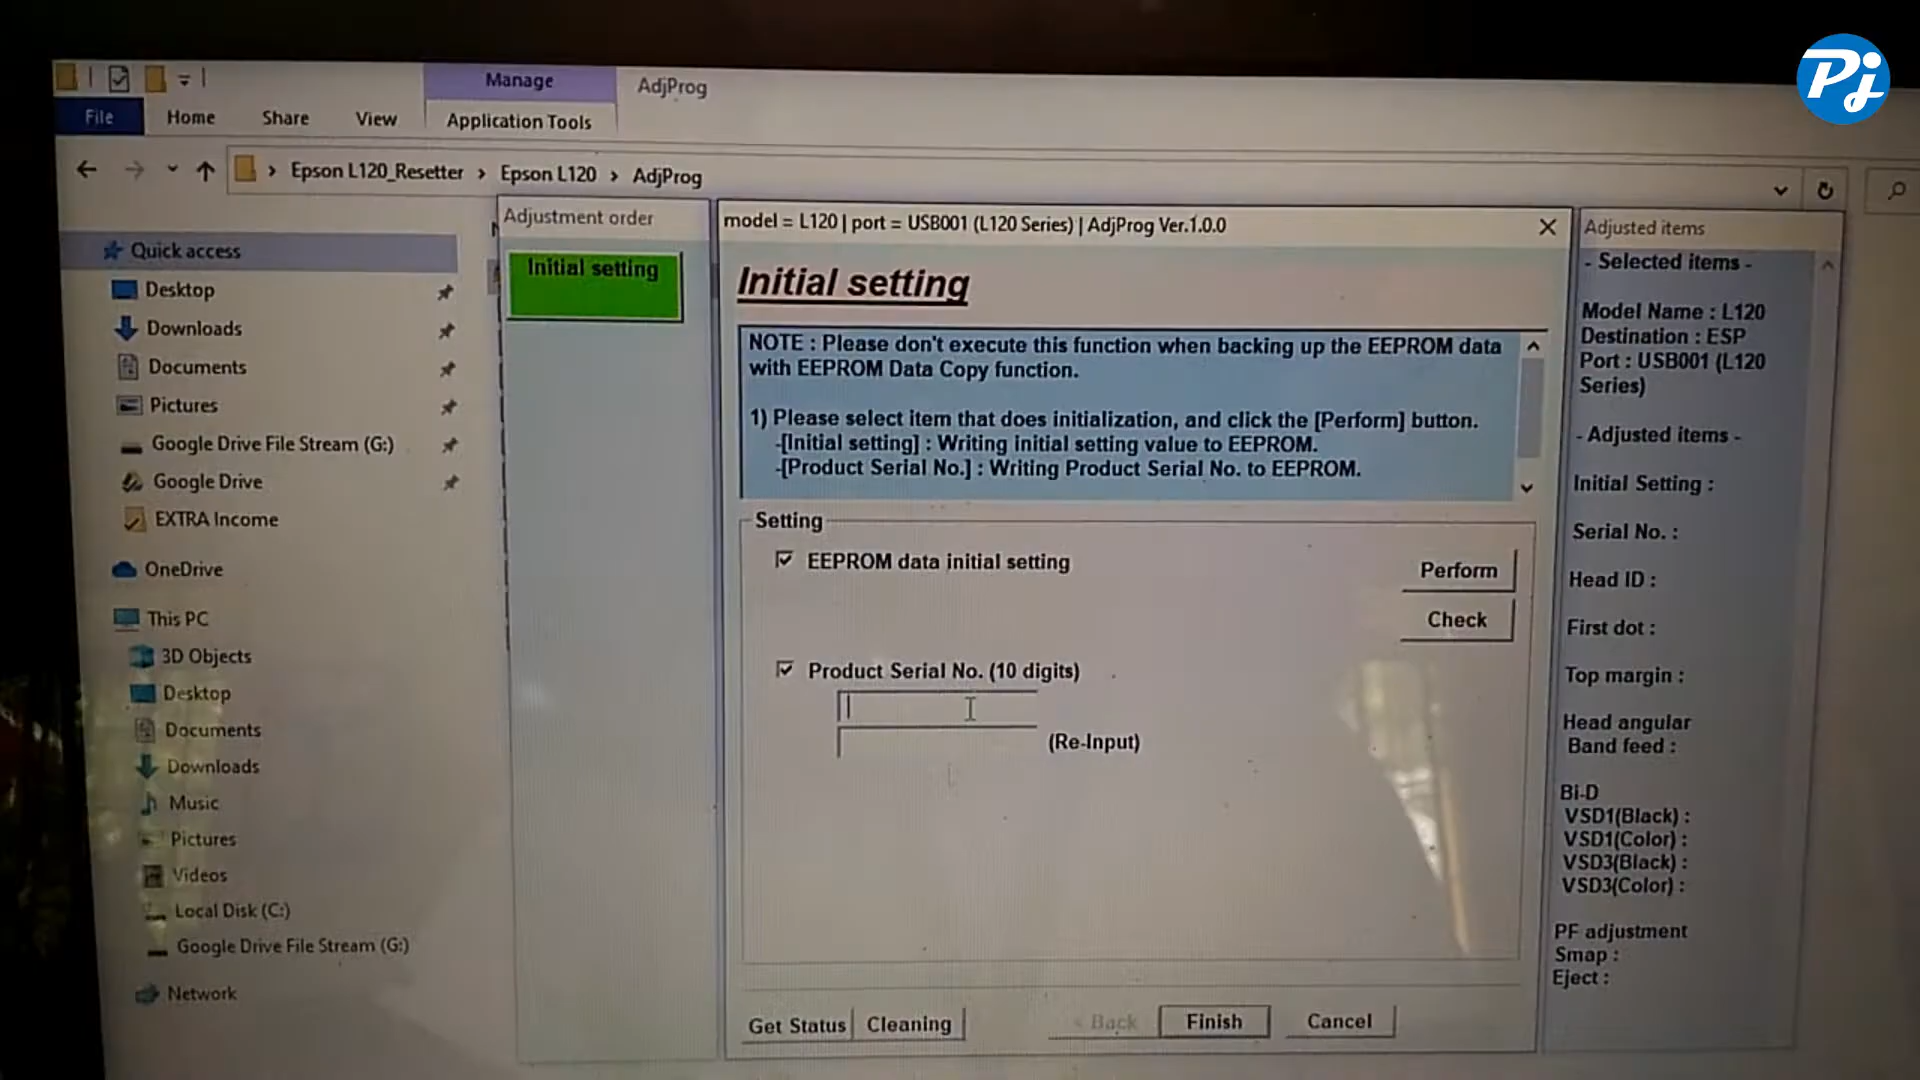 Pj
Manage
AdjProg
File
Home
Share
View
Application Tools
Epson L120_Resetter > Epson L120 > AdjProg
Quick access
Desktop
Downloads
Documents
Pictures
Google Drive File Stream (G:)
Google Drive
EXTRA Income
OneDrive
This PC
3D Objects
Desktop
Documents
Downloads
Music
Pictures
Videos
Local Disk (C:)
Google Drive File Stream (G:)
Network
Adjustment order
Initial setting
model = L120 | port = USB001 (L120 Series) | AdjProg Ver.1.0.0
Initial setting
NOTE : Please don't execute this function when backing up the EEPROM data
with EEPROM Data Copy function.
1) Please select item that does initialization, and click the [Perform] button.
-[Initial setting] : Writing initial setting value to EEPROM.
-[Product Serial No.] : Writing Product Serial No. to EEPROM.
Setting
EEPROM data initial setting
Perform
Check
Product Serial No. (10 digits)
(Re-Input)
Get Status
Cleaning
< Back
Finish
Cancel
Adjusted items
- Selected items -
Model Name : L120
Destination : ESP
Port : USB001 (L120
Series)
- Adjusted items -
Initial Setting :
Serial No. :
Head ID :
First dot :
Top margin :
Head angular
Band feed :
Bi-D
VSD1(Black) :
VSD1(Color) :
VSD3(Black) :
VSD3(Color) :
PF adjustment
Smap :
Eject :